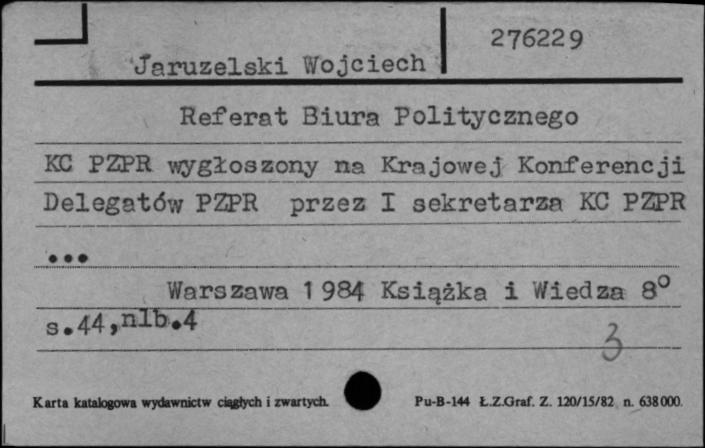 276229
Jaruzelski Wojciech
Referat Biura Politycznego
KC PZPR wygłoszony na Krajowej Konferencji
Delegatów PZPR przez I sekretarza KC PZPR
...
Warszawa 1984 Książka i Wiedza 8°
s.44,nlb.4
3
Karta katalogowa wydawnictw ciągłych i zwartych. Pu-B-144 Ł.Z.Graf. Z. 120/15/82 n. 638000.